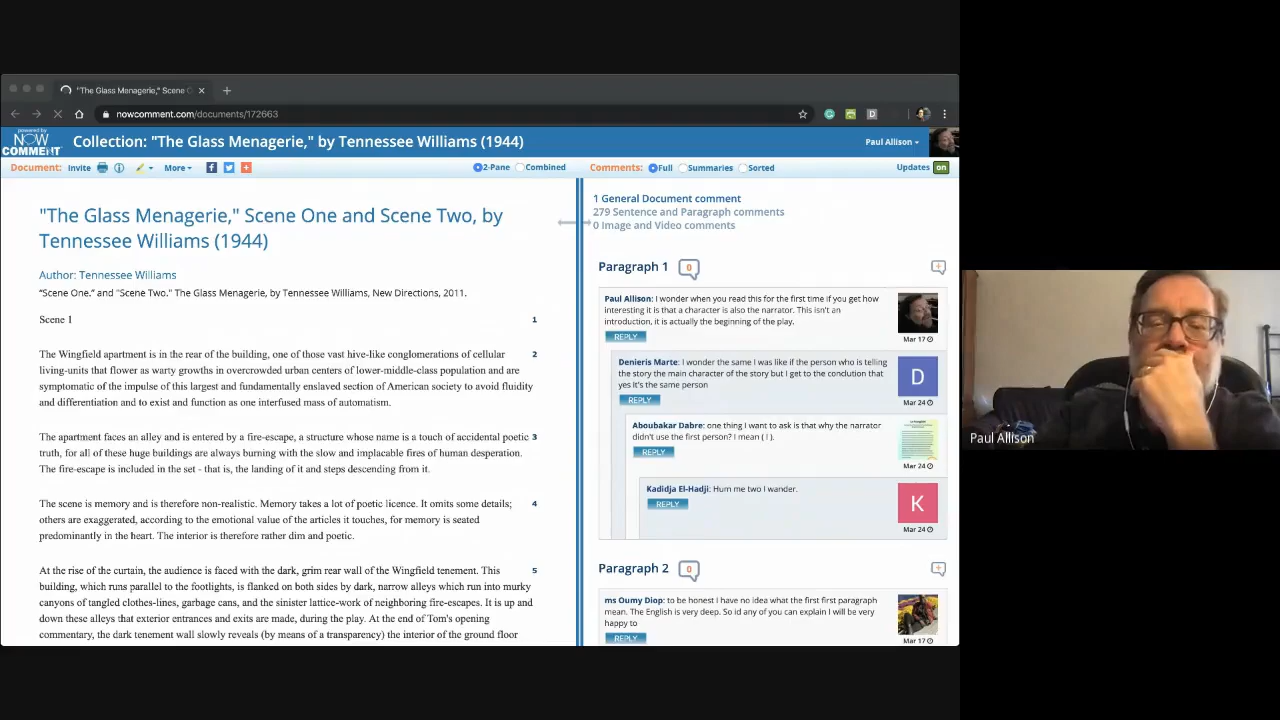 "The Glass Menagerie," Scene O
nowcomment.com/documents/172663
powered by
NOW
COMMENT
Collection: "The Glass Menagerie," by Tennessee Williams (1944)
Paul Allison
Document: Invite More 2-Pane Combined
Comments: Full Summaries Sorted Updates on
"The Glass Menagerie," Scene One and Scene Two, by
Tennessee Williams (1944)
Author: Tennessee Williams
"Scene One." and "Scene Two." The Glass Menagerie, by Tennessee Williams, New Directions, 2011.
Scene 1 1
The Wingfield apartment is in the rear of the building, one of those vast hive-like conglomerations of cellular 2
living-units that flower as warty growths in overcrowded urban centers of lower-middle-class population and are
symptomatic of the impulse of this largest and fundamentally enslaved section of American society to avoid fluidity
and differentiation and to exist and function as one interfused mass of automatism.
The apartment faces an alley and is entered by a fire-escape, a structure whose name is a touch of accidental poetic 3
truth, for all of these huge buildings are always burning with the slow and implacable fires of human desperation.
The fire-escape is included in the set - that is, the landing of it and steps descending from it.
The scene is memory and is therefore non-realistic. Memory takes a lot of poetic licence. It omits some details; 4
others are exaggerated, according to the emotional value of the articles it touches, for memory is seated
predominantly in the heart. The interior is therefore rather dim and poetic.
At the rise of the curtain, the audience is faced with the dark, grim rear wall of the Wingfield tenement. This 5
building, which runs parallel to the footlights, is flanked on both sides by dark, narrow alleys which run into murky
canyons of tangled clothes-lines, garbage cans, and the sinister lattice-work of neighboring fire-escapes. It is up and
down these alleys that exterior entrances and exits are made, during the play. At the end of Tom's opening
commentary, the dark tenement wall slowly reveals (by means of a transparency) the interior of the ground floor
1 General Document comment
279 Sentence and Paragraph comments
0 Image and Video comments
Paragraph 1 0
Paul Allison: I wonder when you read this for the first time if you get how
interesting it is that a character is also the narrator. This isn't an
introduction, it is actually the beginning of the play.
REPLY
Mar 17
Denieris Marte: I wonder the same I was like if the person who is telling
the story the main character of the story but I get to the condution that
yes it's the same person
REPLY
D
Mar 24
Aboubakar Dabre: one thing I want to ask is that why the narrator
didn't use the first person? I mean ( I ).
REPLY
Mar 24
Kadidja El-Hadji: Hum me two I wander.
REPLY
K
Mar 24
Paragraph 2 0
ms Oumy Diop: to be honest I have no idea what the first first paragraph
mean. The English is very deep. So id any of you can explain I will be very
happy to
REPLY
Mar 17
Paul Allison